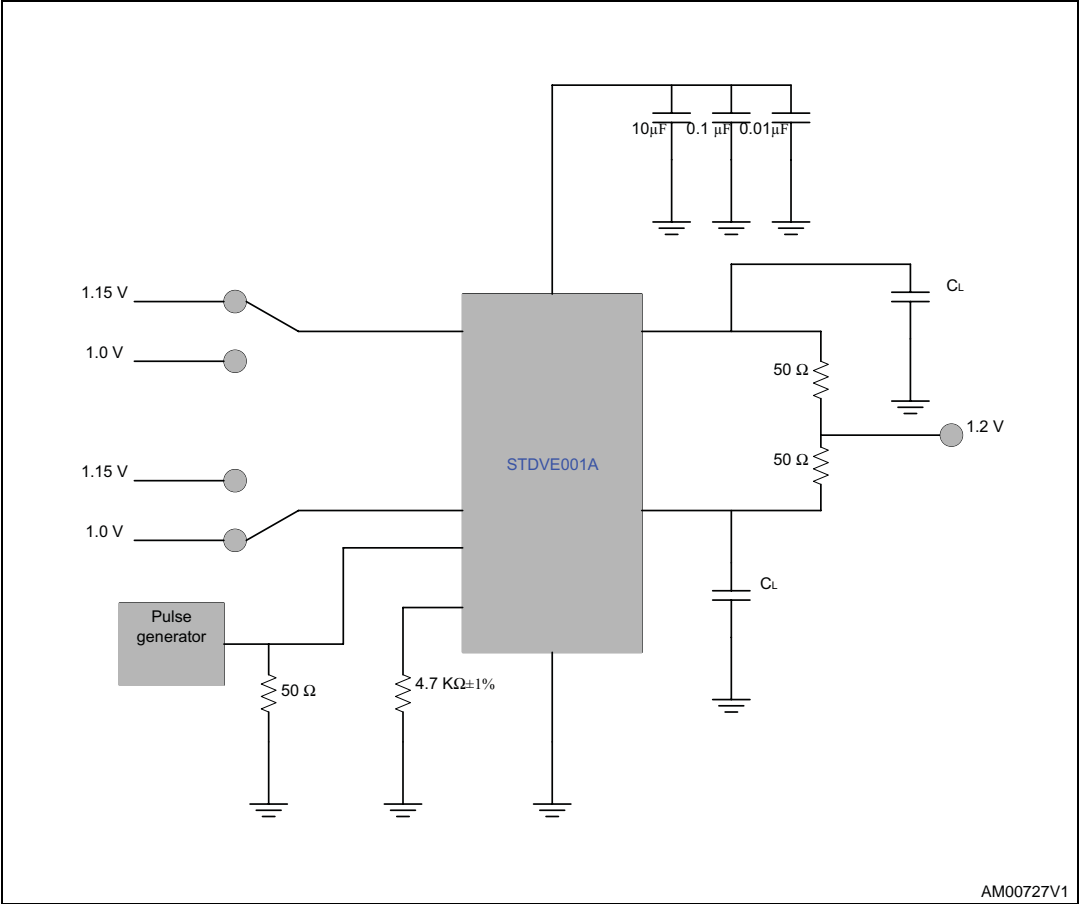 10µF 0.1 µF 0.01µF
1.15 V
CL
1.0 V
50 Ω
1.2 V
50 Ω
STDVE001A
1.15 V
1.0 V
CL
Pulse
generator
50 Ω
4.7 KΩ±1%
AM00727V1